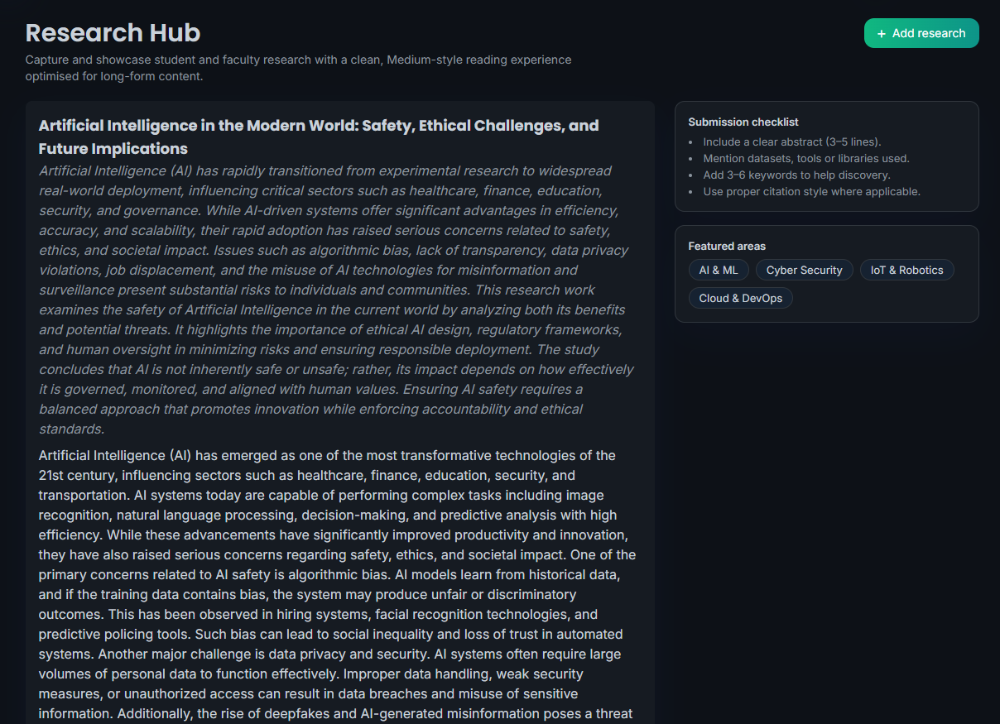 Research Hub
+ Add research
Capture and showcase student and faculty research with a clean, Medium-style reading experience
optimised for long-form content.
Artificial Intelligence in the Modern World: Safety, Ethical Challenges, and
Future Implications
Artificial Intelligence (AI) has rapidly transitioned from experimental research to widespread
real-world deployment, influencing critical sectors such as healthcare, finance, education,
security, and governance. While AI-driven systems offer significant advantages in efficiency,
accuracy, and scalability, their rapid adoption has raised serious concerns related to safety,
ethics, and societal impact. Issues such as algorithmic bias, lack of transparency, data privacy
violations, job displacement, and the misuse of AI technologies for misinformation and
surveillance present substantial risks to individuals and communities. This research work
examines the safety of Artificial Intelligence in the current world by analyzing both its benefits
and potential threats. It highlights the importance of ethical AI design, regulatory frameworks,
and human oversight in minimizing risks and ensuring responsible deployment. The study
concludes that AI is not inherently safe or unsafe; rather, its impact depends on how effectively
it is governed, monitored, and aligned with human values. Ensuring AI safety requires a
balanced approach that promotes innovation while enforcing accountability and ethical
standards.
Artificial Intelligence (AI) has emerged as one of the most transformative technologies of the
21st century, influencing sectors such as healthcare, finance, education, security, and
transportation. AI systems today are capable of performing complex tasks including image
recognition, natural language processing, decision-making, and predictive analysis with high
efficiency. While these advancements have significantly improved productivity and innovation,
they have also raised serious concerns regarding safety, ethics, and societal impact. One of the
primary concerns related to AI safety is algorithmic bias. AI models learn from historical data,
and if the training data contains bias, the system may produce unfair or discriminatory
outcomes. This has been observed in hiring systems, facial recognition technologies, and
predictive policing tools. Such bias can lead to social inequality and loss of trust in automated
systems. Another major challenge is data privacy and security. AI systems often require large
volumes of personal data to function effectively. Improper data handling, weak security
measures, or unauthorized access can result in data breaches and misuse of sensitive
information. Additionally, the rise of deepfakes and AI-generated misinformation poses a threat
Submission checklist
• Include a clear abstract (3–5 lines).
• Mention datasets, tools or libraries used.
• Add 3–6 keywords to help discovery.
• Use proper citation style where applicable.
Featured areas
AI & ML
Cyber Security
IoT & Robotics
Cloud & DevOps